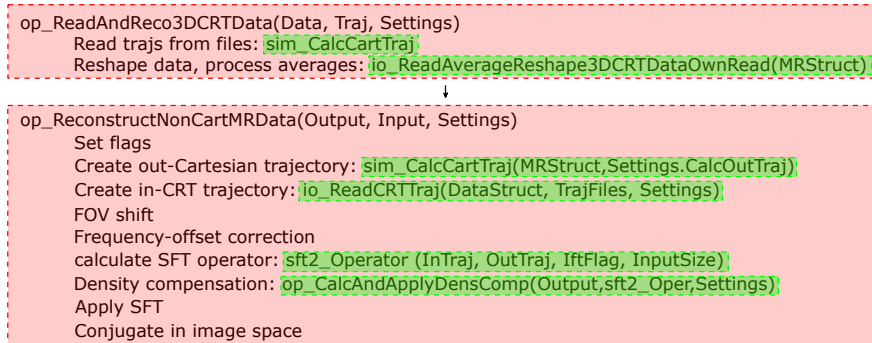 op_ReadAndReco3DCRTData(Data, Traj, Settings)
Read trajs from files: sim_CalcCartTraj
Reshape data, process averages: io_ReadAverageReshape3DCRTDataOwnRead(MRStruct)
op_ReconstructNonCartMRData(Output, Input, Settings)
Set flags
Create out-Cartesian trajectory: sim_CalcCartTraj(MRStruct,Settings.CalcOutTraj)
Create in-CRT trajectory: io_ReadCRTTraj(DataStruct, TrajFiles, Settings)
FOV shift
Frequency-offset correction
calculate SFT operator: sft2_Operator (InTraj, OutTraj, IftFlag, InputSize)
Density compensation: op_CalcAndApplyDensComp(Output,sft2_Oper,Settings)
Apply SFT
Conjugate in image space